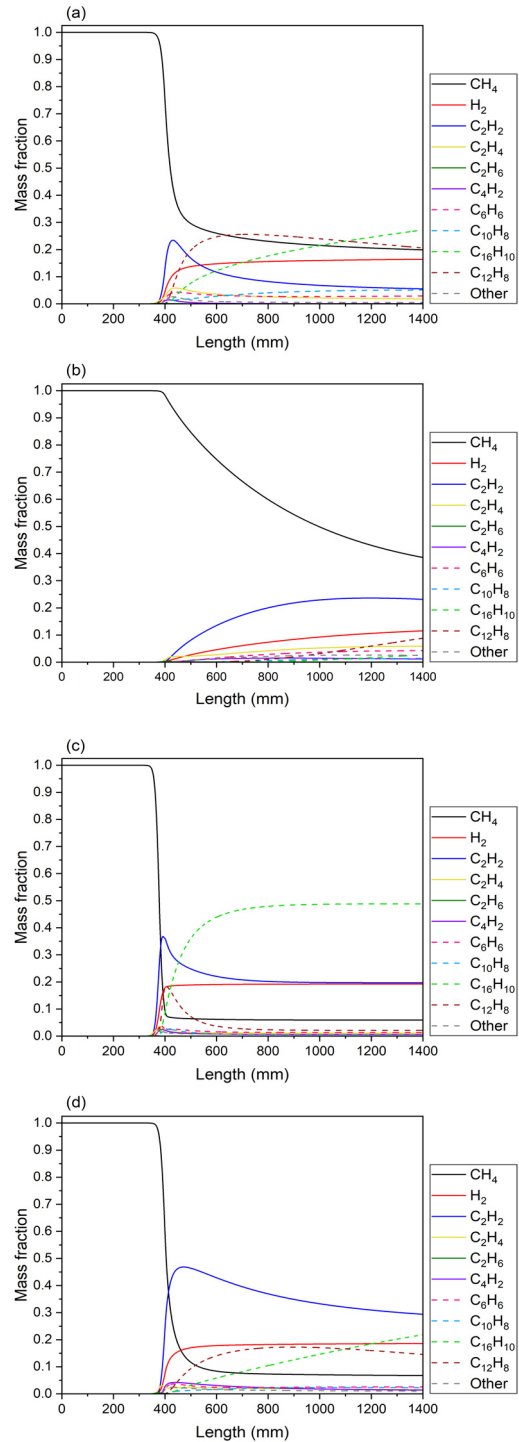 (a)
1.0
0.9
0.8
0.7
0.6
0.5
0.4
0.3
0.2
0.1
0.0
Mass fraction
0 200 400 600 800 1000 1200 1400
Length (mm)
CH₄
H₂
C₂H₂
C₂H₄
C₂H₆
C₄H₂
C₆H₆
C₁₀H₈
C₁₆H₁₀
C₁₂H₈
Other
(b)
1.0
0.9
0.8
0.7
0.6
0.5
0.4
0.3
0.2
0.1
0.0
Mass fraction
0 200 400 600 800 1000 1200 1400
Length (mm)
CH₄
H₂
C₂H₂
C₂H₄
C₂H₆
C₄H₂
C₆H₆
C₁₀H₈
C₁₆H₁₀
C₁₂H₈
Other
(c)
1.0
0.9
0.8
0.7
0.6
0.5
0.4
0.3
0.2
0.1
0.0
Mass fraction
0 200 400 600 800 1000 1200 1400
Length (mm)
CH₄
H₂
C₂H₂
C₂H₄
C₂H₆
C₄H₂
C₆H₆
C₁₀H₈
C₁₆H₁₀
C₁₂H₈
Other
(d)
1.0
0.9
0.8
0.7
0.6
0.5
0.4
0.3
0.2
0.1
0.0
Mass fraction
0 200 400 600 800 1000 1200 1400
Length (mm)
CH₄
H₂
C₂H₂
C₂H₄
C₂H₆
C₄H₂
C₆H₆
C₁₀H₈
C₁₆H₁₀
C₁₂H₈
Other